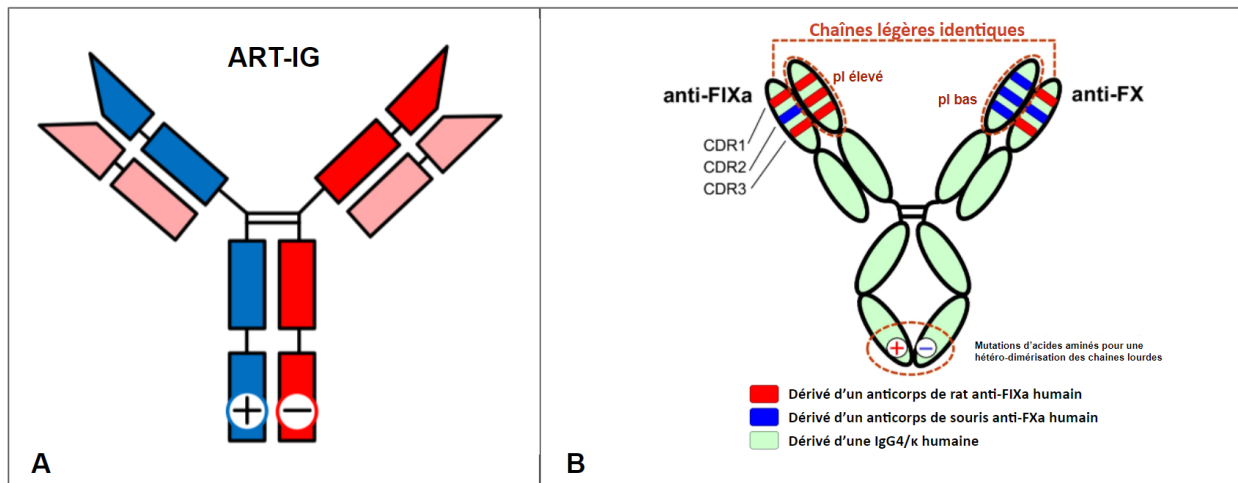 ART-IG
A
Chaînes légères identiques
pI élevé
anti-FIXa
pI bas
anti-FX
CDR1
CDR2
CDR3
+
−
+
−
Mutations d'acides aminés pour une
hétéro-dimérisation des chaines lourdes
Dérivé d'un anticorps de rat anti-FIXa humain
Dérivé d'un anticorps de souris anti-FXa humain
Dérivé d'une IgG4/κ humaine
B